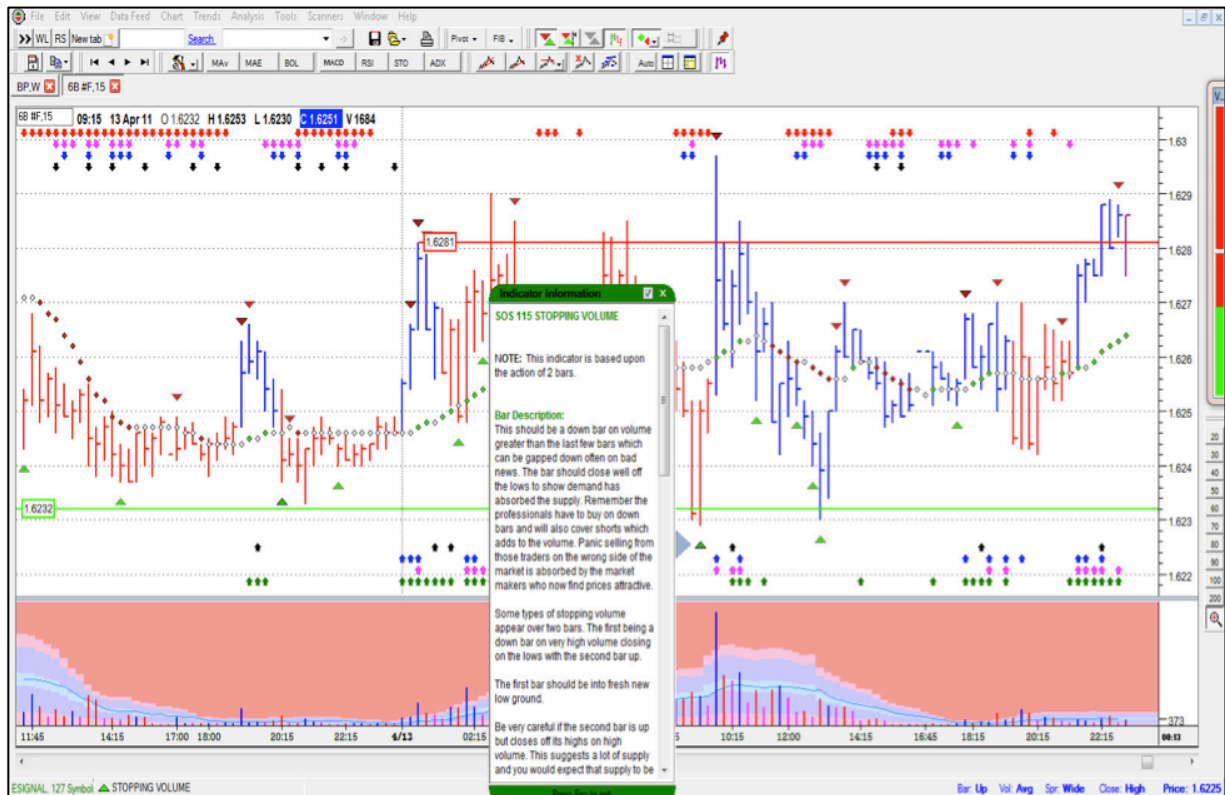 File Edit View Data Feed Chart Trends Analysis Tools Scanners Window Help
WL RS New tab Search Pivot FIB
MAv MAE BOL MACD RSI STO ADX Auto
BP,W 6B #F,15
6B #F,15 09:15 13 Apr 11 O 1.6232 H 1.6253 L 1.6230 C 1.6251 V 1684
1.63
1.629
1.6281
1.628
1.627
1.626
1.625
1.624
1.6232
1.623
1.622
Indicator Information
SOS 115 STOPPING VOLUME
NOTE: This indicator is based upon
the action of 2 bars.
Bar Description:
This should be a down bar on volume
greater than the last few bars which
can be gapped down often on bad
news. The bar should close well off
the lows to show demand has
absorbed the supply. Remember the
professionals have to buy on down
bars and will also cover shorts which
adds to the volume. Panic selling from
those traders on the wrong side of the
market is absorbed by the market
makers who now find prices attractive.
Some types of stopping volume
appear over two bars. The first being a
down bar on very high volume closing
on the lows with the second bar up.
The first bar should be into fresh new
low ground.
Be very careful if the second bar is up
but closes off its highs on high
volume. This suggests a lot of supply
and you would expect that supply to be
V..
20
30
40
50
60
70
80
90
100
200
373
11:45 14:15 17:00 18:00 20:15 22:15 4/13 02:15 10:15 12:00 14:45 16:45 20:15 22:15 00:13
ESIGNAL, 127 Symbol STOPPING VOLUME Bar: Up Vol: Avg Spr: Wide Close: High Price: 1.6225